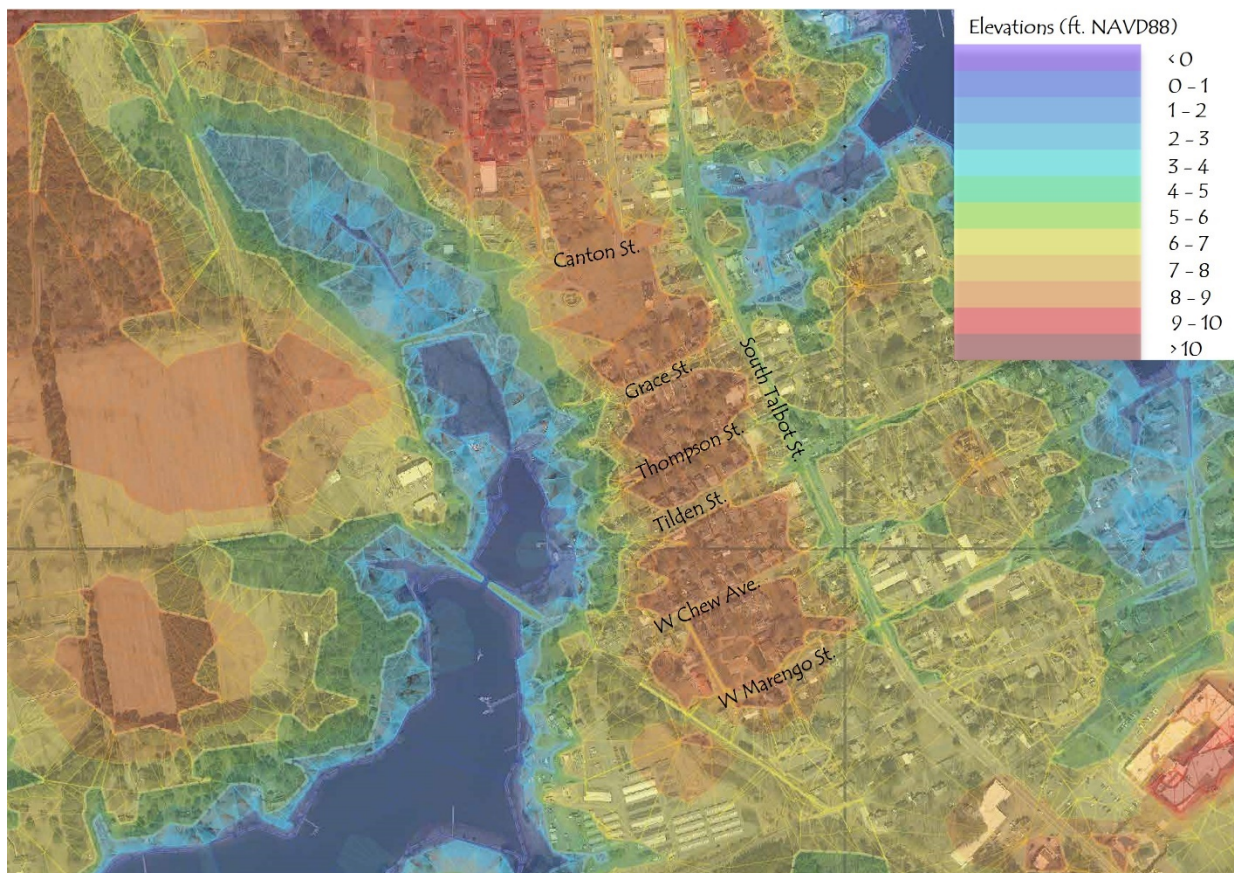 Elevations (ft. NAVD88)
< 0
0 - 1
1 - 2
2 - 3
3 - 4
4 - 5
5 - 6
6 - 7
7 - 8
8 - 9
9 - 10
> 10
Canton St.
Grace St.
South Talbot St.
Thompson St.
Tilden St.
W Chew Ave.
W Marengo St.